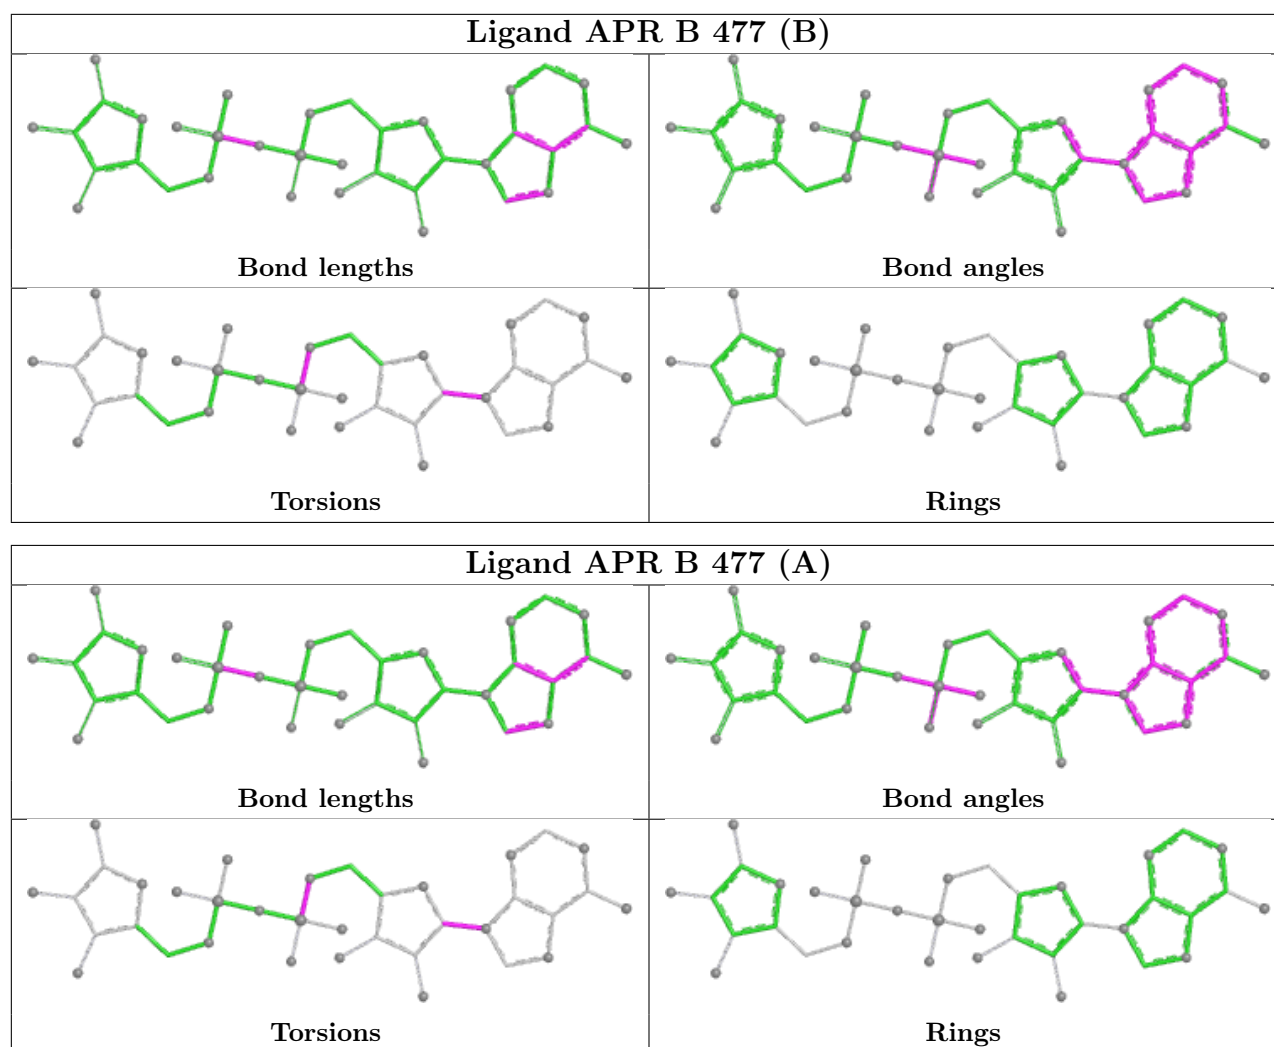 Ligand APR B 477 (B)
Bond lengths
Bond angles
Torsions
Rings
Ligand APR B 477 (A)
Bond lengths
Bond angles
Torsions
Rings